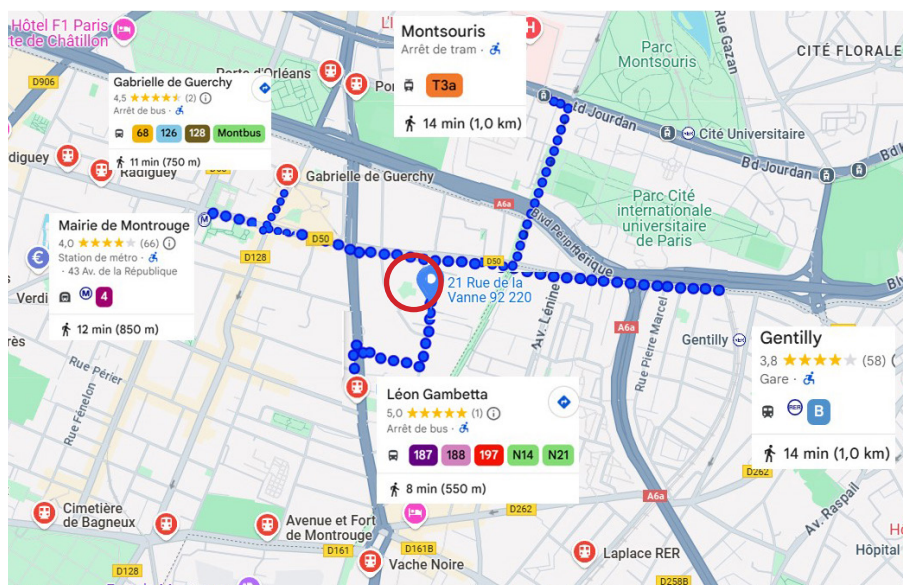 Hôtel F1 Paris
te de Châtillon
D906
Gabrielle de Guerchy
4,5 (2)
Arrêt de bus ·
68 126 128 Montbus
11 min (750 m)
Porte d'Orléans
Montsouris
Arrêt de tram ·
T3a
14 min (1,0 km)
Parc
Montsouris
Rue Gazan
CITÉ FLORALE
Bd Jourdan
Cité Universitaire
Bd Jourdan
Radiguey
Gabrielle de Guerchy
A6a
Blvd Périphérique
Parc Cité
internationale
universitaire
de Paris
M
Mairie de Montrouge
4,0 (66)
Station de métro ·
· 43 Av. de la République
M 4
12 min (850 m)
D50
D128
D50
21 Rue de la
Vanne 92 220
€
Verdi
Av. Lénine
A6a
Rue Pierre Marcel
Gentilly
RER
Gentilly
3,8 (58)
Gare ·
RER B
14 min (1,0 km)
Rue Périer
Rue Fénelon
Léon Gambetta
5,0 (1)
Arrêt de bus ·
187 188 197 N14 N21
8 min (550 m)
D262
A6a
D262
Av. Raspail
Cimetière
de Bagneux
Avenue et Fort
de Montrouge
D161
D161B
Vache Noire
Laplace RER
Hôpital
D128
D258B